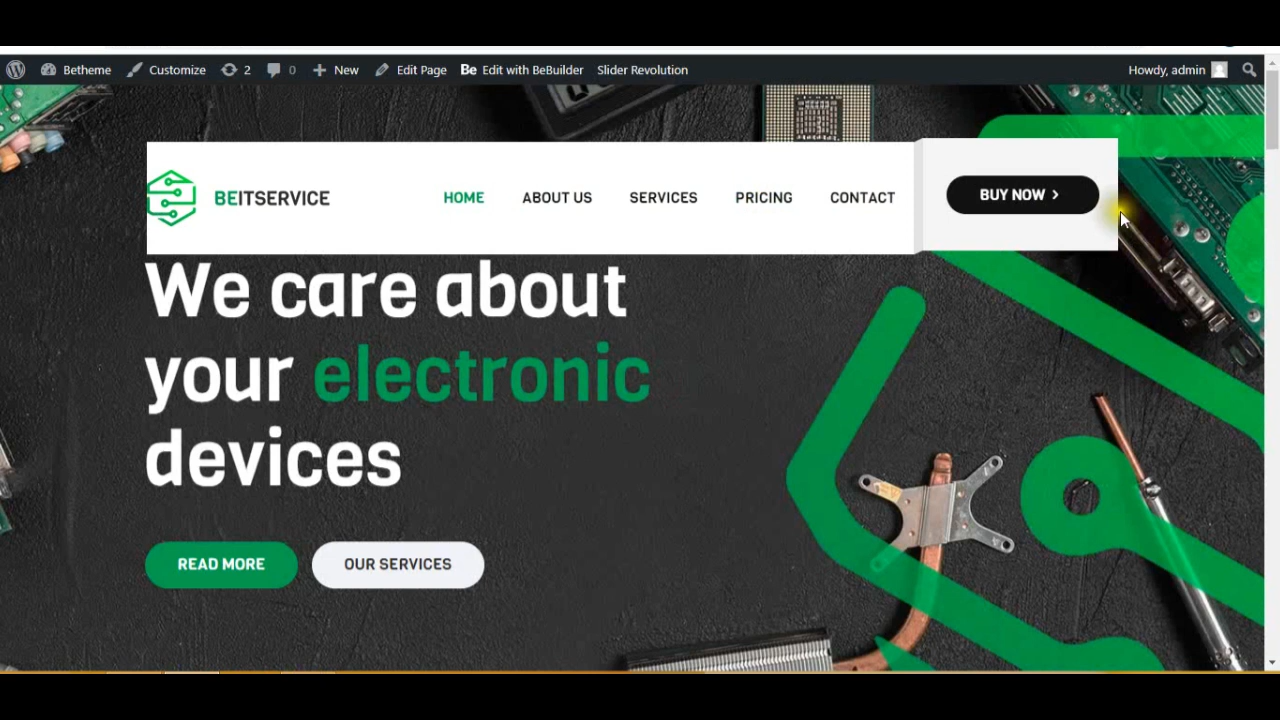 Betheme Customize 2 0 New Edit Page Be Edit with BeBuilder Slider Revolution Howdy, admin
BEITSERVICE HOME ABOUT US SERVICES PRICING CONTACT BUY NOW >
We care about
your electronic
devices
READ MORE OUR SERVICES